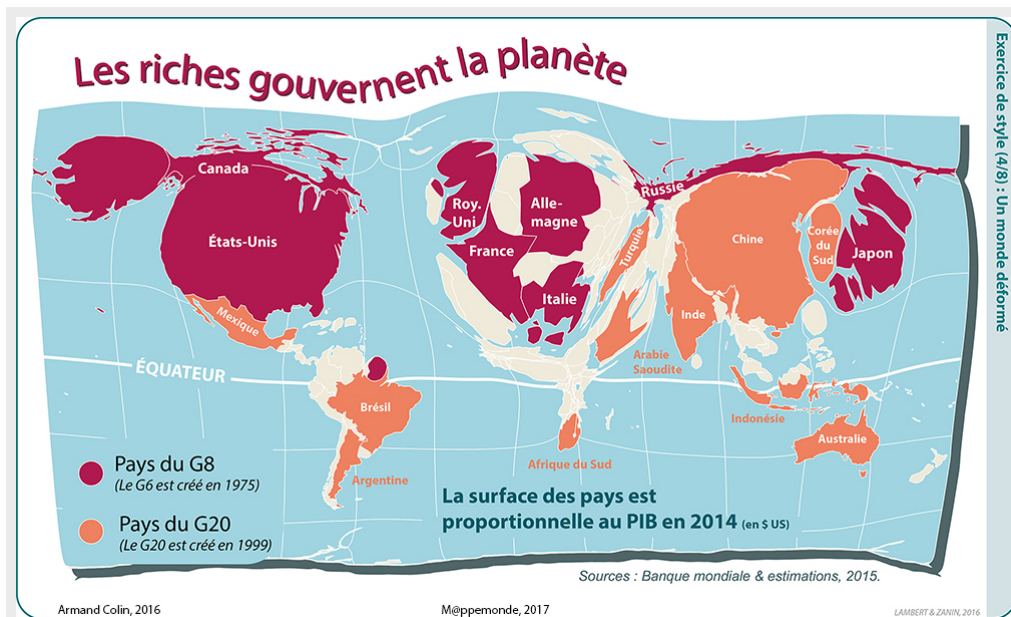 Les riches gouvernent la planète
Exercice de style (4/8) : Un monde déformé
Canada
États-Unis
Mexique
Roy.
Uni
Alle-
magne
France
Italie
Russie
Turquie
Chine
Corée
du
Sud
Japon
Inde
Arabie
Saoudite
ÉQUATEUR
Brésil
Indonésie
Australie
Argentine
Afrique du Sud
Pays du G8
(Le G6 est créé en 1975)
Pays du G20
(Le G20 est créé en 1999)
La surface des pays est
proportionnelle au PIB en 2014 (en $ US)
Sources : Banque mondiale & estimations, 2015.
Armand Colin, 2016
M@ppemonde, 2017
LAMBERT & ZANIN, 2016